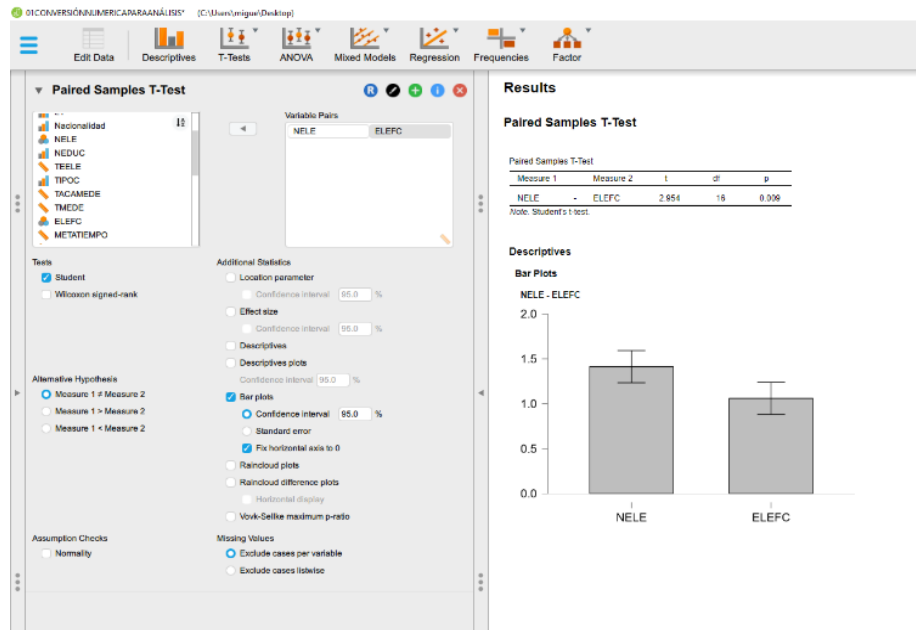 01CONVERSIÓNNUMERICAPARAANÁLISIS* (C:\Users\migue\Desktop)
Edit Data Descriptives T-Tests ANOVA Mixed Models Regression Frequencies Factor
▼ Paired Samples T-Test
R
Nacionalidad
NELE
NEDUC
TEELE
TIPOC
TACAMEDE
TMEDE
ELEFC
METATIEMPO
Variable Pairs
NELE ELEFC
Tests
Student
Wilcoxon signed-rank
Alternative Hypothesis
Measure 1 ≠ Measure 2
Measure 1 > Measure 2
Measure 1 < Measure 2
Assumption Checks
Normality
Additional Statistics
Location parameter
Confidence interval 95.0 %
Effect size
Confidence interval 95.0 %
Descriptives
Descriptives plots
Confidence interval 95.0 %
Bar plots
Confidence interval 95.0 %
Standard error
Fix horizontal axis to 0
Raincloud plots
Raincloud difference plots
Horizontal display
Vovk-Sellke maximum p-ratio
Missing Values
Exclude cases per variable
Exclude cases listwise
Results
Paired Samples T-Test
Paired Samples T-Test
Measure 1 Measure 2 t df p
NELE - ELEFC 2.954 16 0.009
Note. Student's t-test.
Descriptives
Bar Plots
NELE - ELEFC
2.0
1.5
1.0
0.5
0.0
NELE ELEFC